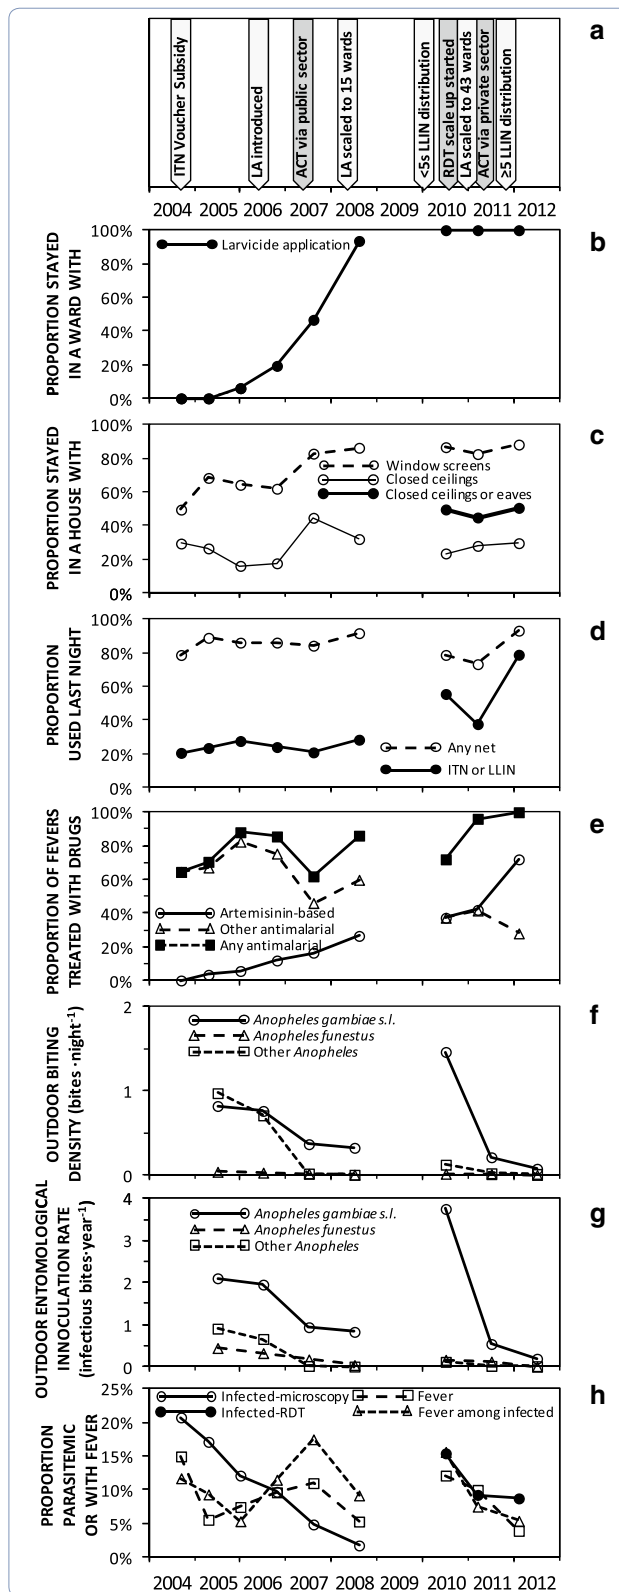 a
ITN Voucher Subsidy
LA introduced
ACT via public sector
LA scaled to 15 wards
<5s LLIN distribution
RDT scale up started
LA scaled to 43 wards
ACT via private sector
≥5 LLIN distribution
2004 2005 2006 2007 2008 2009 2010 2011 2012
b
PROPORTION STAYED
IN A WARD WITH
100%
80%
60%
40%
20%
0%
Larvicide application
c
PROPORTION STAYED
IN A HOUSE WITH
100%
80%
60%
40%
20%
0%
Window screens
Closed ceilings
Closed ceilings or eaves
d
PROPORTION
USED LAST NIGHT
100%
80%
60%
40%
20%
0%
Any net
ITN or LLIN
e
PROPORTION OF FEVERS
TREATED WITH DRUGS
100%
80%
60%
40%
20%
0%
Artemisinin-based
Other antimalarial
Any antimalarial
f
OUTDOOR BITING
DENSITY (bites ·night⁻¹)
2
1
0
Anopheles gambiae s.l.
Anopheles funestus
Other Anopheles
g
OUTDOOR ENTOMOLOGICAL
INNOCULATION RATE
(infectious bites·year⁻¹)
4
3
2
1
0
Anopheles gambiae s.l.
Anopheles funestus
Other Anopheles
h
PROPORTION
PARASITEMIC
OR WITH FEVER
25%
20%
15%
10%
5%
0%
Infected-microscopy
Fever
Infected-RDT
Fever among infected
2004 2005 2006 2007 2008 2009 2010 2011 2012